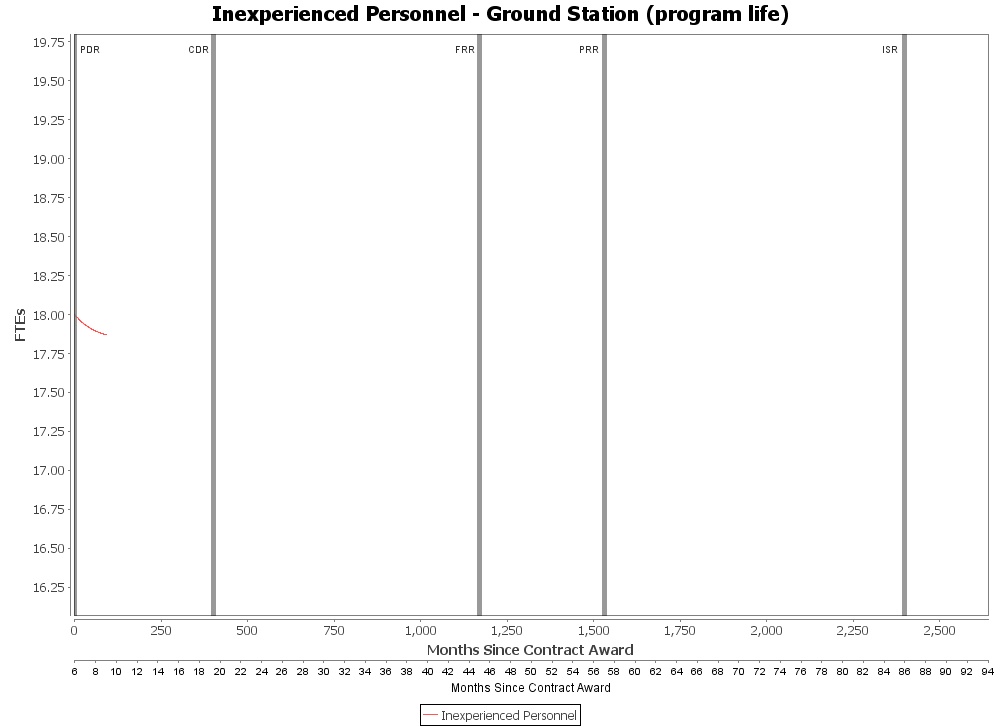 Inexperienced Personnel - Ground Station (program life)
PDR CDR FRR PRR ISR
19.75
19.50
19.25
19.00
18.75
18.50
18.25
18.00
17.75
17.50
17.25
17.00
16.75
16.50
16.25
FTEs
0 250 500 750 1,000 1,250 1,500 1,750 2,000 2,250 2,500
Months Since Contract Award
6 8 10 12 14 16 18 20 22 24 26 28 30 32 34 36 38 40 42 44 46 48 50 52 54 56 58 60 62 64 66 68 70 72 74 76 78 80 82 84 86 88 90 92 94
Months Since Contract Award
Inexperienced Personnel